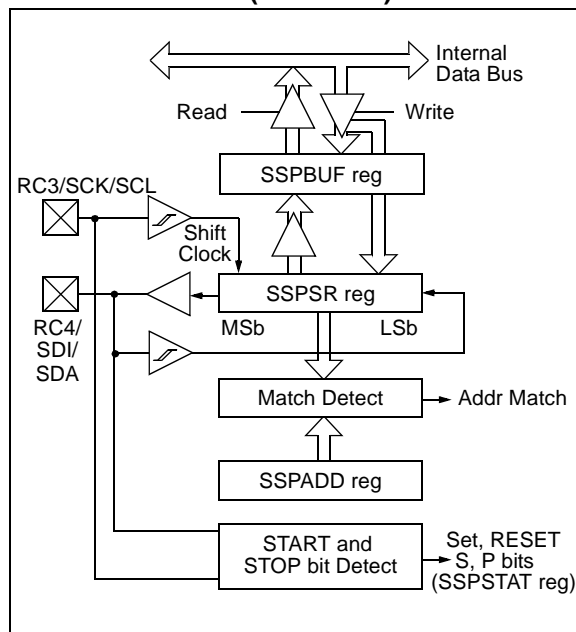 Internal
Data Bus
Read
Write
SSPBUF reg
RC3/SCK/SCL
Shift
Clock
SSPSR reg
MSb
LSb
RC4/
SDI/
SDA
Match Detect
Addr Match
SSPADD reg
START and
STOP bit Detect
Set, RESET
S, P bits
(SSPSTAT reg)